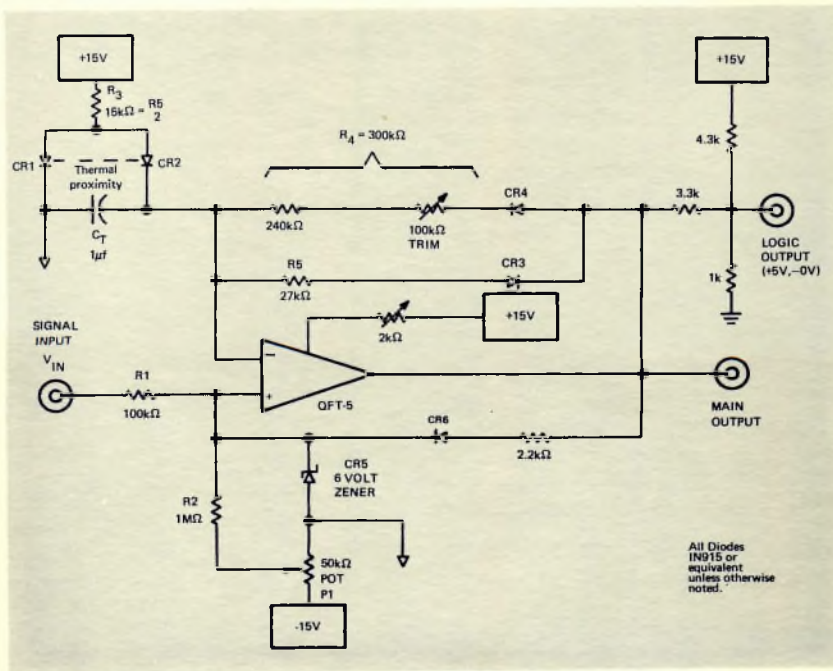 +15V
R3
15kΩ = R5
2
CR1
CR2
Thermal
proximity
CT
1µf
R4 = 300kΩ
240kΩ
100kΩ
TRIM
CR4
R5
27kΩ
CR3
+15V
2kΩ
+15V
4.3k
3.3k
1k
LOGIC
OUTPUT
(+5V,–0V)
SIGNAL
INPUT
VIN
R1
100kΩ
–
+
QFT-5
MAIN
OUTPUT
CR6
2.2kΩ
CR5
6 VOLT
ZENER
R2
1MΩ
50kΩ
POT
P1
-15V
All Diodes
IN915 or
equivalent
unless otherwise
noted.